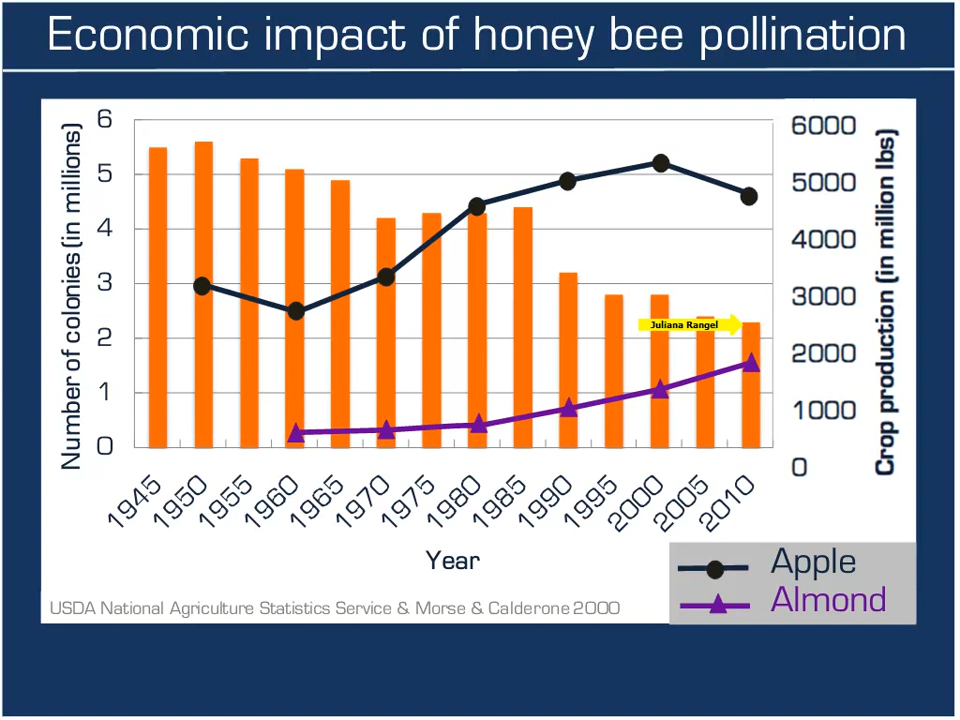 Economic impact of honey bee pollination
Number of colonies (in millions)
6
5
4
3
2
1
0
6000
5000
4000
3000
2000
1000
0
Crop production (in million lbs)
Juliana Rangel
1945 1950 1955 1960 1965 1970 1975 1980 1985 1990 1995 2000 2005 2010
Year
Apple
Almond
USDA National Agriculture Statistics Service & Morse & Calderone 2000